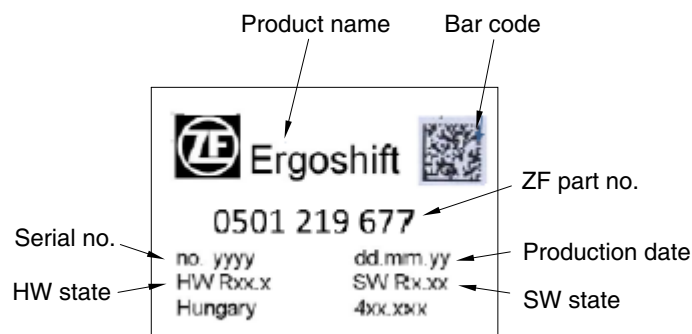 Product name Bar code
ZF Ergoshift
ZF part no.
0501 219 677
Serial no. no. yyyy dd.mm.yy Production date
HW state HW Rxx.x SW Rx.xx SW state
Hungary 4xx.xxxx